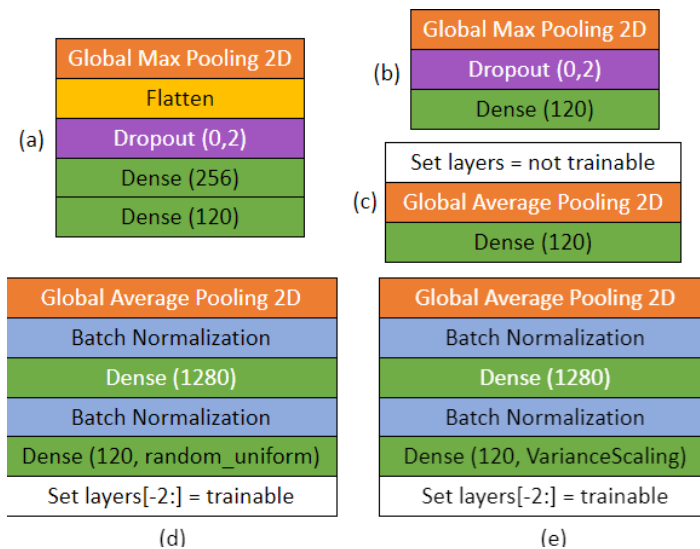 (a)
Global Max Pooling 2D
Flatten
Dropout (0,2)
Dense (256)
Dense (120)
(b)
Global Max Pooling 2D
Dropout (0,2)
Dense (120)
(c)
Set layers = not trainable
Global Average Pooling 2D
Dense (120)
Global Average Pooling 2D
Batch Normalization
Dense (1280)
Batch Normalization
Dense (120, random_uniform)
Set layers[-2:] = trainable
(d)
Global Average Pooling 2D
Batch Normalization
Dense (1280)
Batch Normalization
Dense (120, VarianceScaling)
Set layers[-2:] = trainable
(e)